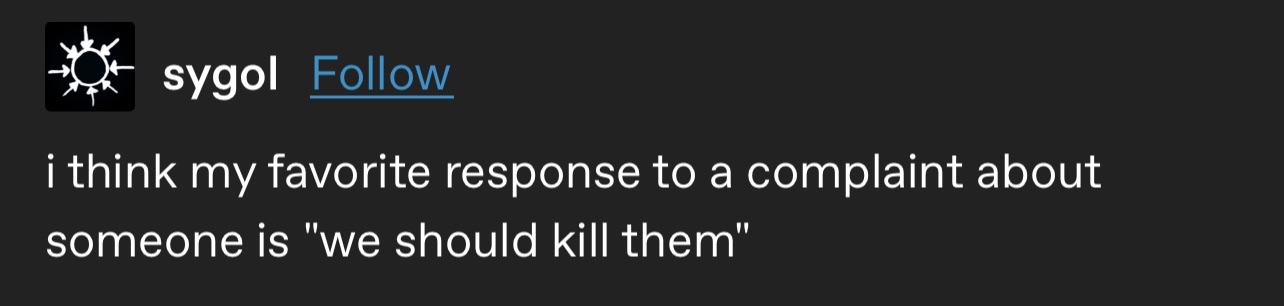 sygol Follow
i think my favorite response to a complaint about
someone is "we should kill them"